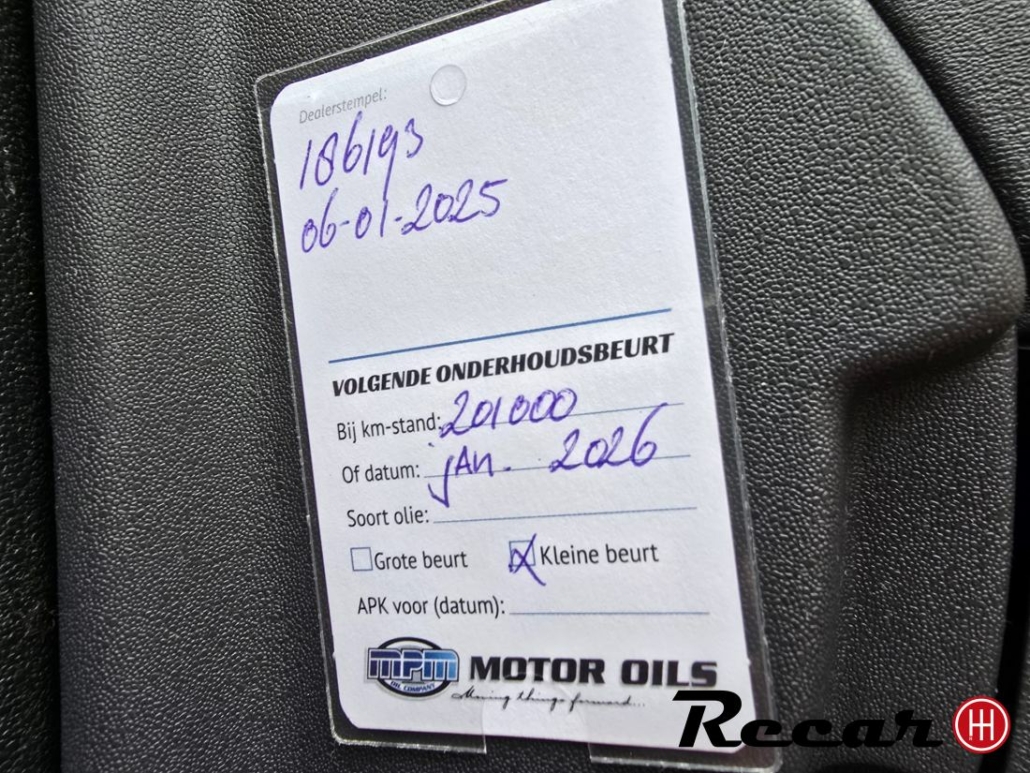 Dealerstempel:
186193
06-01-2025
VOLGENDE ONDERHOUDSBEURT
Bij km-stand: 201000
Of datum: jan. 2026
Soort olie:
Grote beurt Kleine beurt
APK voor (datum):
MPM
OIL COMPANY
MOTOR OILS
Moving things forward...
Recar